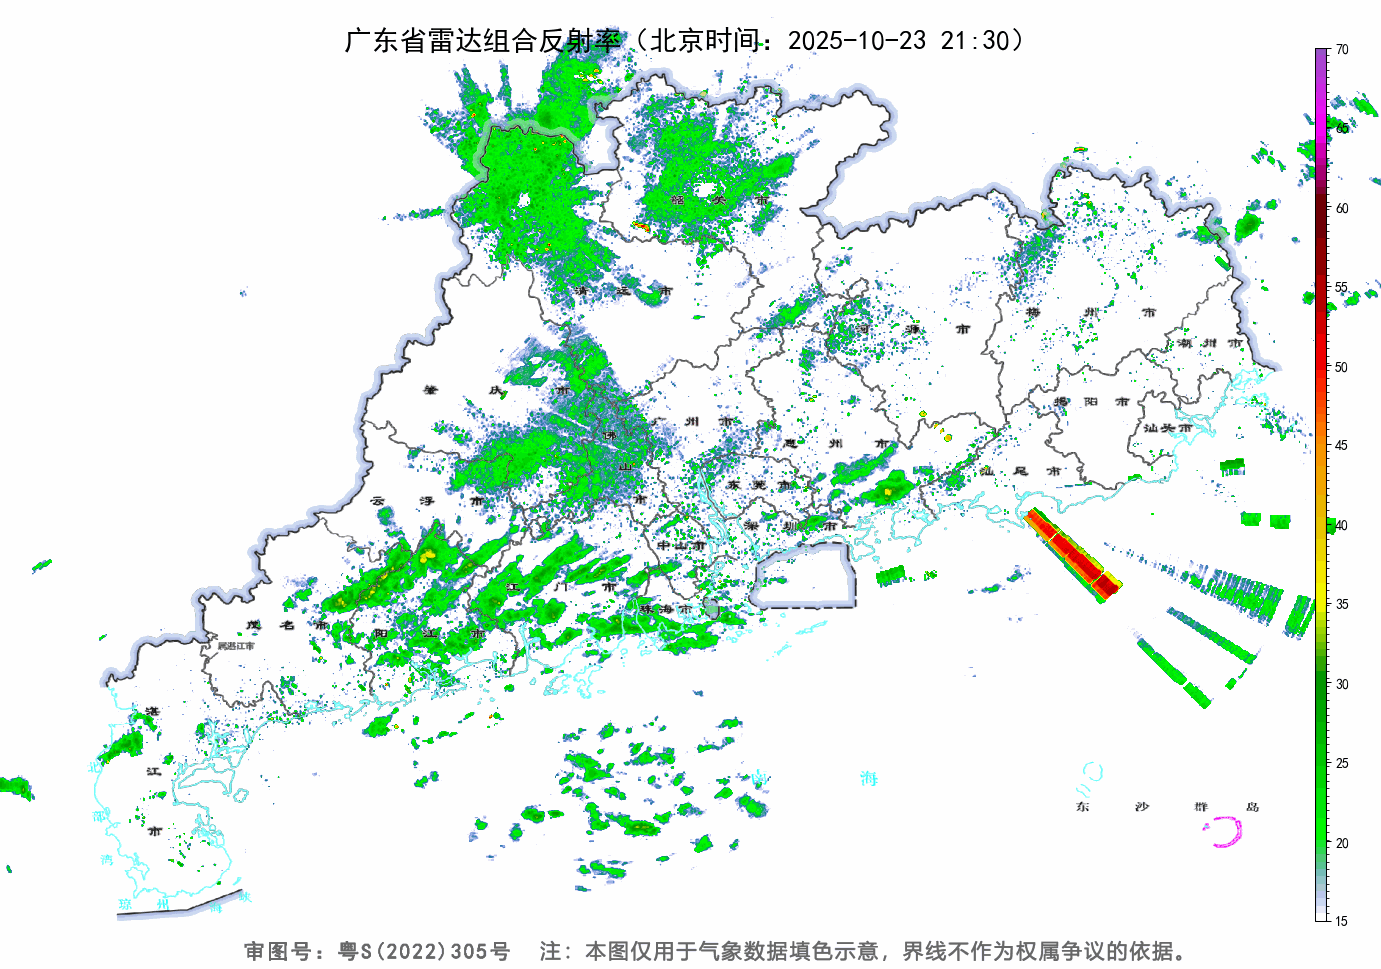 广东省雷达组合反射率（北京时间：2025-10-23 21:30）
70
65
60
55
50
45
40
35
30
25
20
15
韶 关 市
清 远 市
梅 州 市
河 源 市
潮 州 市
肇 庆 市
揭 阳 市
广 州 市
汕头市
佛 山 市
惠 州 市
汕 尾 市
东 莞 市
云 浮 市
深 圳 市
中山市
江 门 市
珠海市
茂 名 市
阳 江 市
属湛江市
湛 江 市
北 部 湾
南 海
东 沙 群 岛
琼 州 海 峡
审图号：粤S(2022)305号 注：本图仅用于气象数据填色示意，界线不作为权属争议的依据。